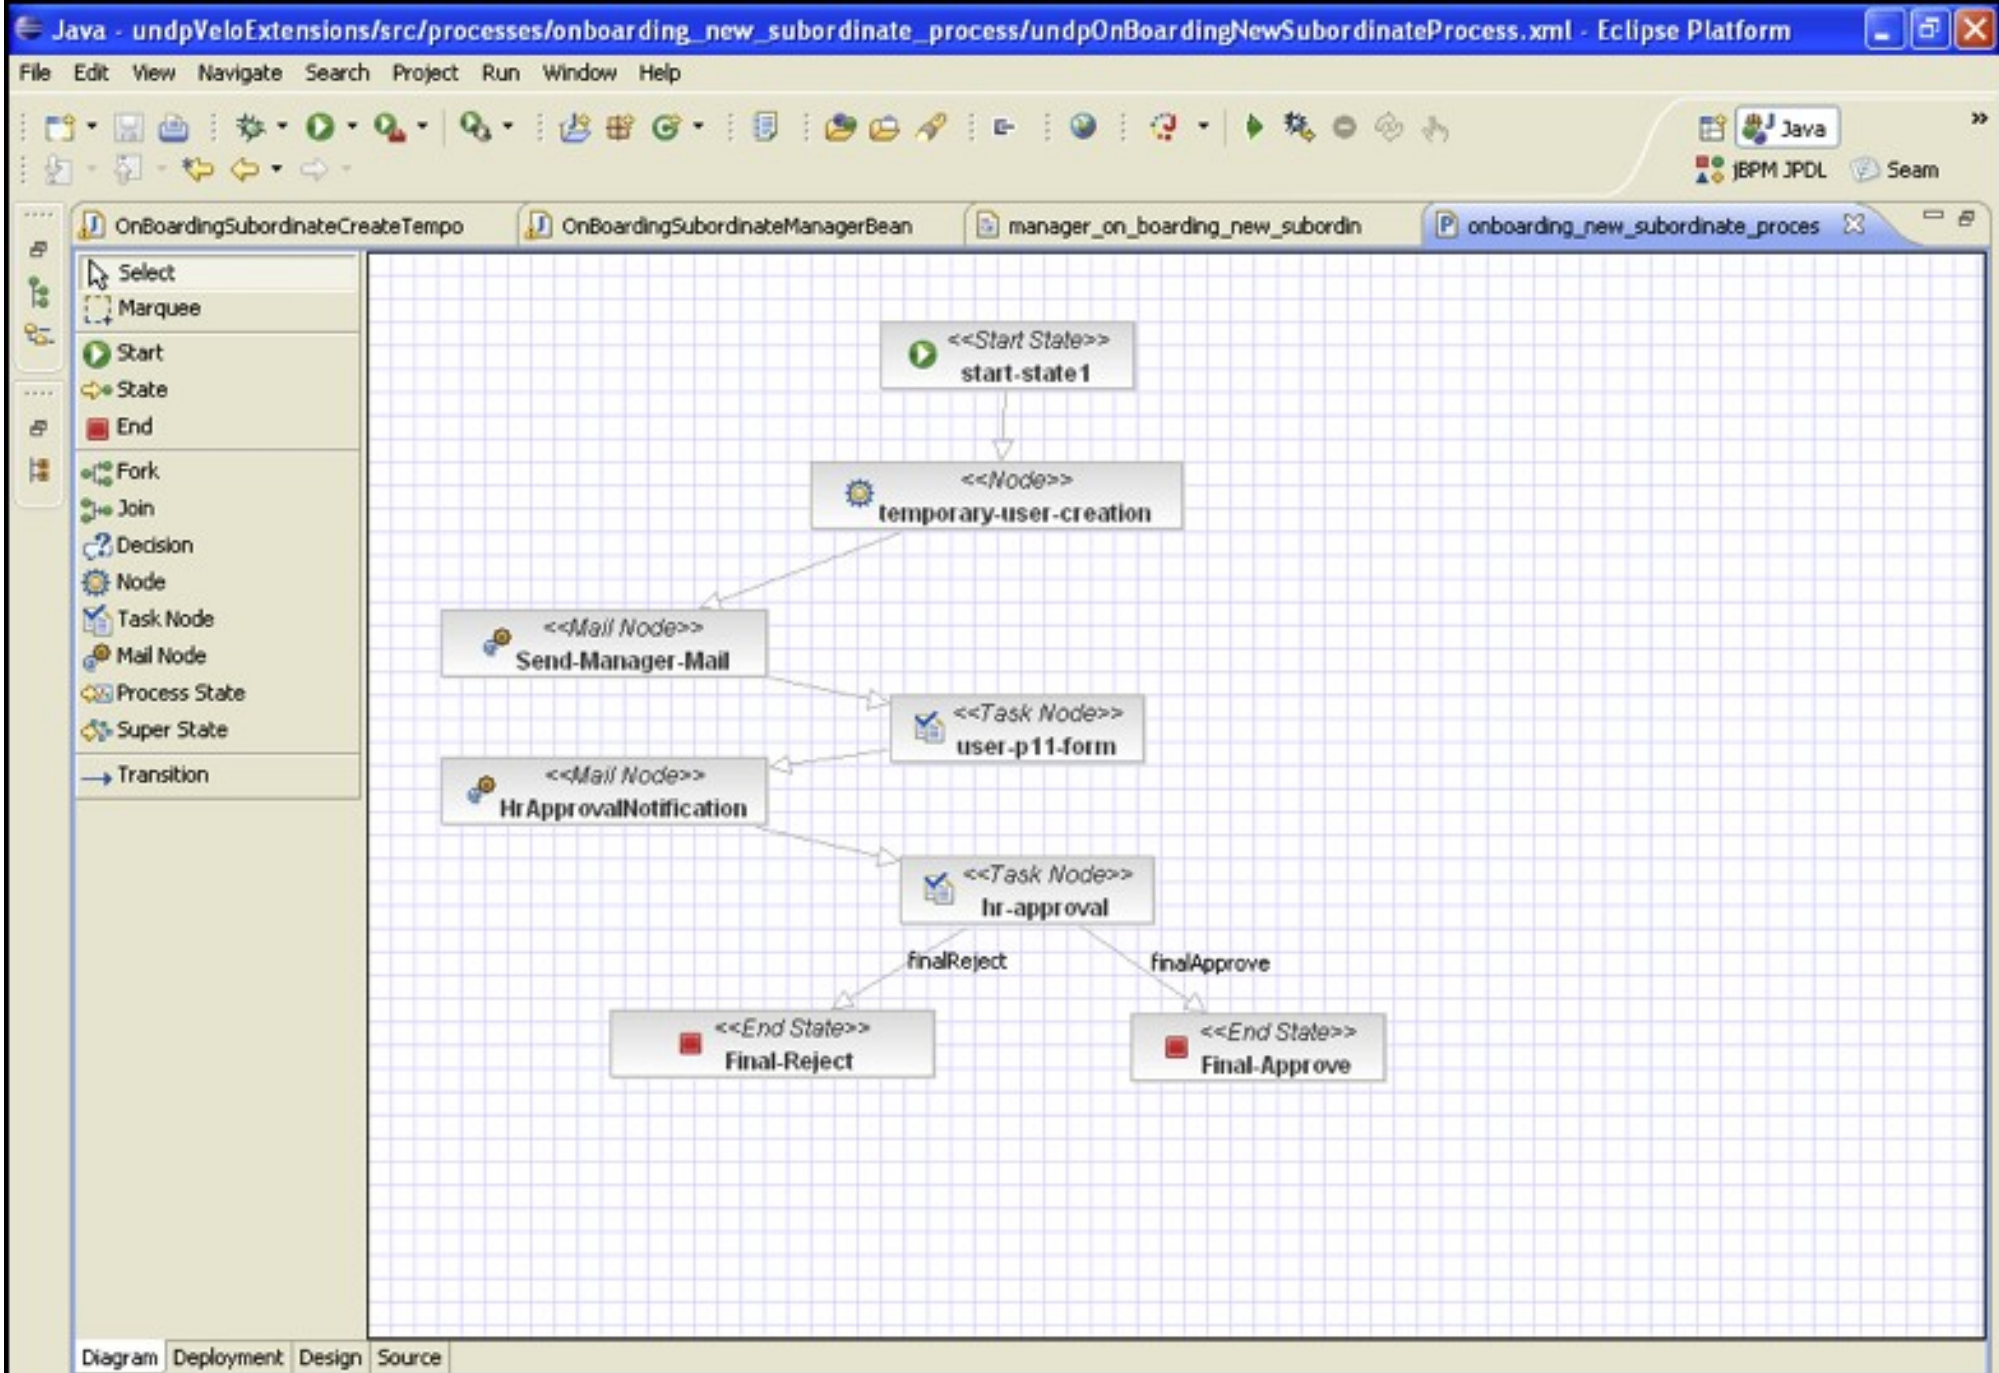 Java - undpVeloExtensions/src/processes/onboarding_new_subordinate_process/undpOnBoardingNewSubordinateProcess.xml - Eclipse Platform
File Edit View Navigate Search Project Run Window Help
Java
jBPM JPDL Seam
OnBoardingSubordinateCreateTempo OnBoardingSubordinateManagerBean manager_on_boarding_new_subordin onboarding_new_subordinate_proces
Select
Marquee
Start
State
End
Fork
Join
Decision
Node
Task Node
Mail Node
Process State
Super State
Transition
<<Start State>>
start-state1
<<Node>>
temporary-user-creation
<<Mail Node>>
Send-Manager-Mail
<<Task Node>>
user-p11-form
<<Mail Node>>
HrApprovalNotification
<<Task Node>>
hr-approval
finalReject finalApprove
<<End State>>
Final-Reject
<<End State>>
Final-Approve
Diagram Deployment Design Source